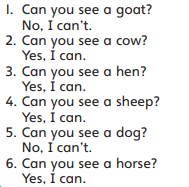 1. Can you see a goat?
No, I can't.
2. Can you see a cow?
Yes, I can.
3. Can you see a hen?
Yes, I can.
4. Can you see a sheep?
Yes, I can.
5. Can you see a dog?
No, I can't.
6. Can you see a horse?
Yes, I can.